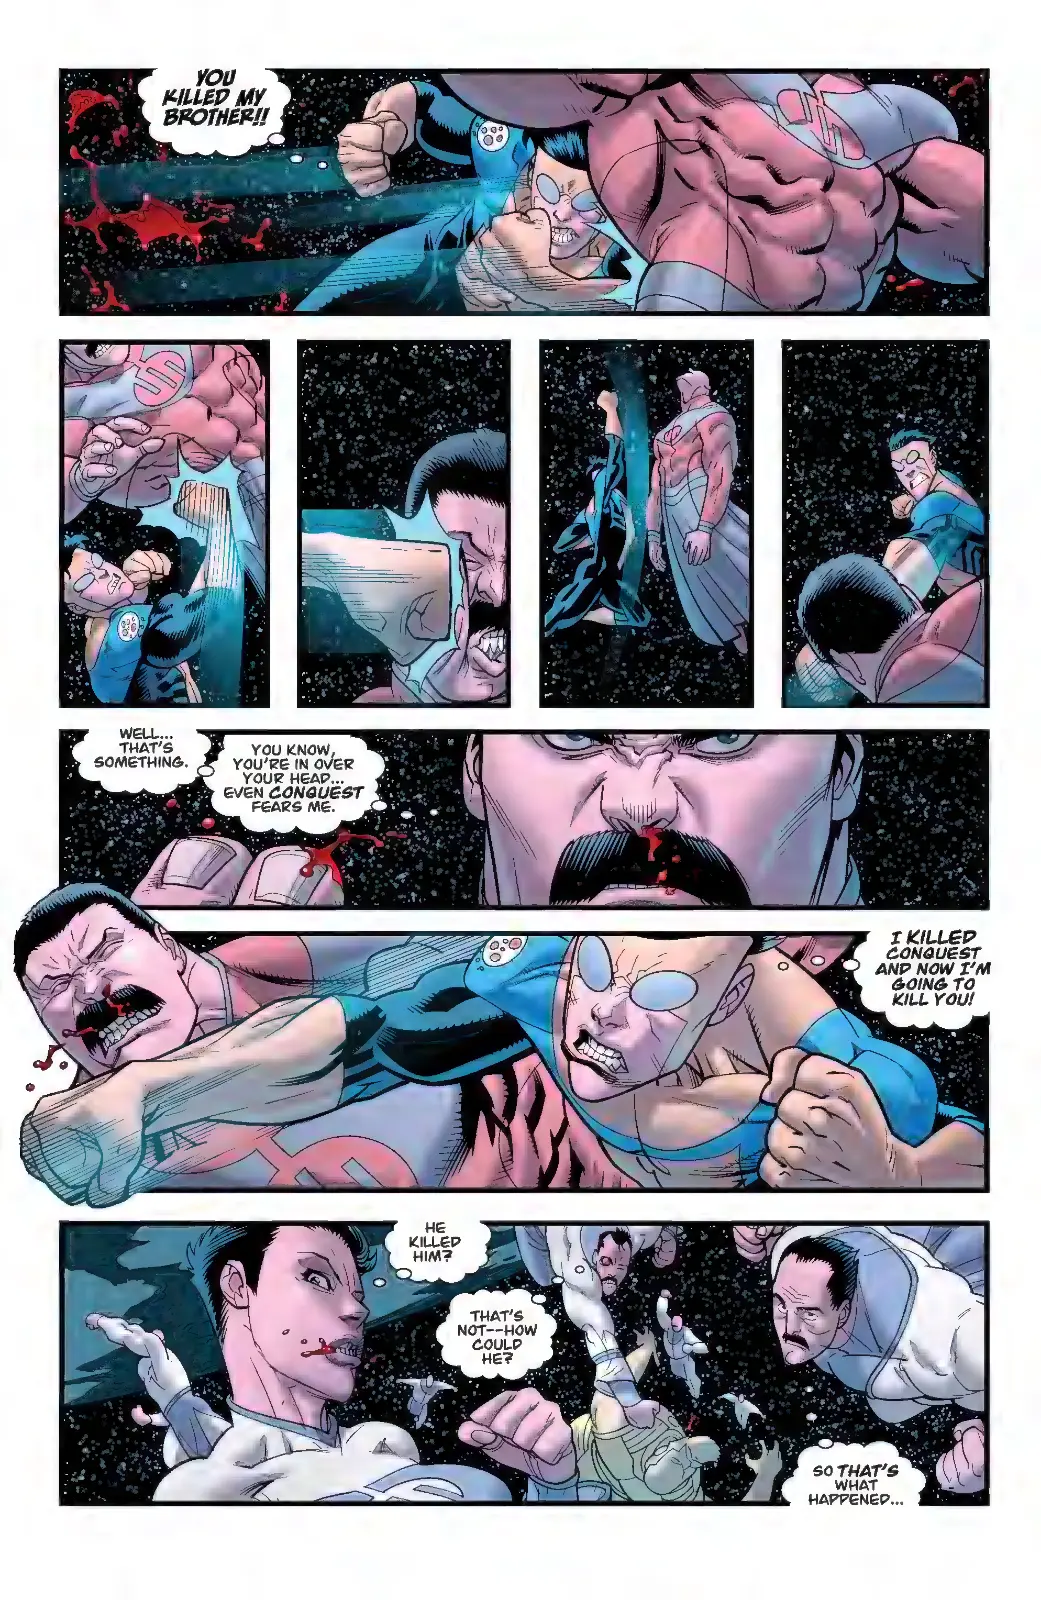 YOU
KILLED MY
BROTHER!!
WELL...
THAT'S
SOMETHING.
YOU KNOW,
YOU'RE IN OVER
YOUR HEAD...
EVEN CONQUEST
FEARS ME.
I KILLED
CONQUEST
AND NOW I'M
GOING TO
KILL YOU!
HE
KILLED
HIM?
THAT'S
NOT--HOW
COULD
HE?
SO THAT'S
WHAT
HAPPENED...